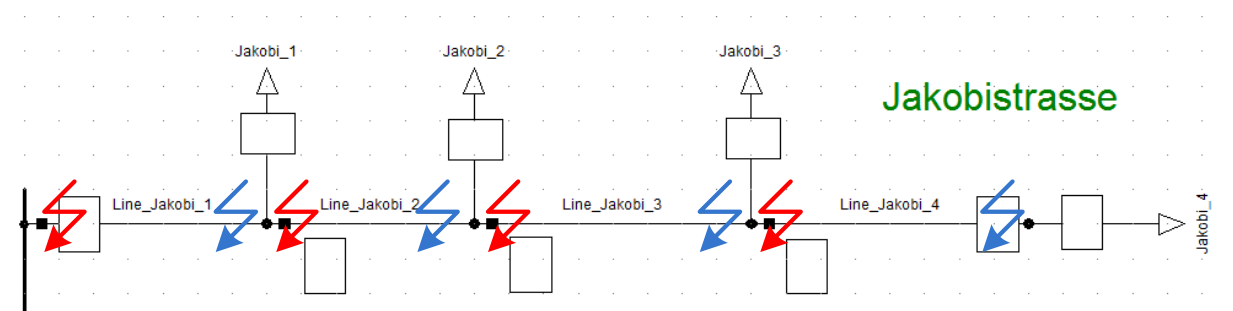 Jakobi_1
Jakobi_2
Jakobi_3
Jakobistrasse
Line_Jakobi_1
Line_Jakobi_2
Line_Jakobi_3
Line_Jakobi_4
Jakobi_4